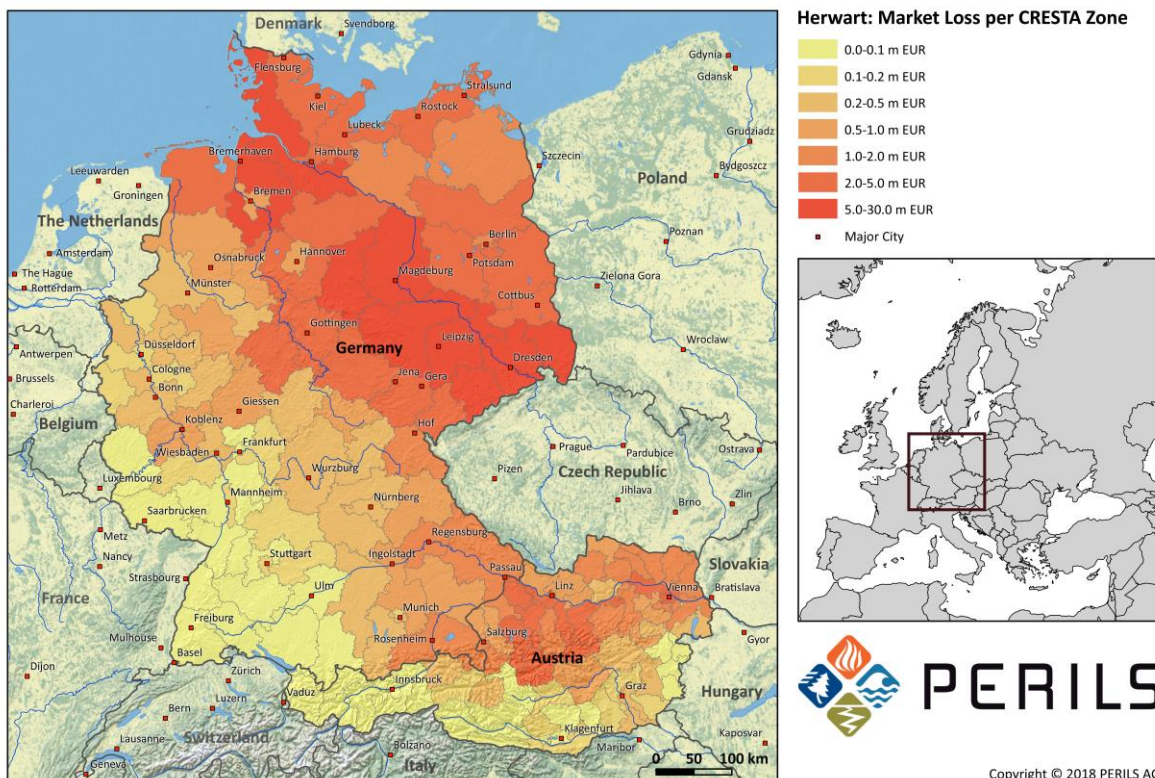 Herwart: Market Loss per CRESTA Zone
0.0-0.1 m EUR
0.1-0.2 m EUR
0.2-0.5 m EUR
0.5-1.0 m EUR
1.0-2.0 m EUR
2.0-5.0 m EUR
5.0-30.0 m EUR
Major City
Denmark
Svendborg
Flensburg
Gdynia
Gdansk
Stralsund
Kiel
Rostock
Lubeck
Grudziadz
Bremerhaven
Hamburg
Szczecin
Bydgoszcz
Leeuwarden
Groningen
Poland
Bremen
The Netherlands
Poznan
Berlin
Amsterdam
Osnabruck
Hannover
Potsdam
The Hague
Magdeburg
Zielona Gora
Rotterdam
Münster
Cottbus
Gottingen
Leipzig
Antwerpen
Düsseldorf
Germany
Wroclaw
Dresden
Brussels
Cologne
Jena
Gera
Bonn
Charleroi
Giessen
Belgium
Koblenz
Hof
Frankfurt
Prague
Pardubice
Ostrava
Wiesbaden
Czech Republic
Luxembourg
Wurzburg
Pizen
Mannheim
Jihlava
Zlin
Nürnberg
Brno
Saarbrucken
Metz
Regensburg
Nancy
Stuttgart
Ingolstadt
Slovakia
Strasbourg
Passau
Linz
Vienna
Bratislava
Ulm
France
Freiburg
Munich
Mulhouse
Rosenheim
Salzburg
Gyor
Basel
Austria
Dijon
Zürich
Innsbruck
Graz
Vaduz
Hungary
Luzern
Bern
Klagenfurt
Switzerland
Lausanne
Maribor
Kaposvar
Bolzano
Geneva
Italy
0 50 100 km
PERILS
Copyright © 2018 PERILS AG